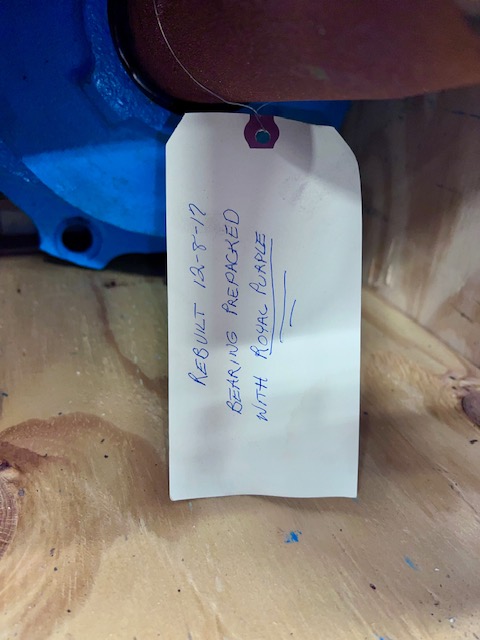 REBUILT 12-8-17
BEARING PREPACKED
WITH ROYAL PURPLE